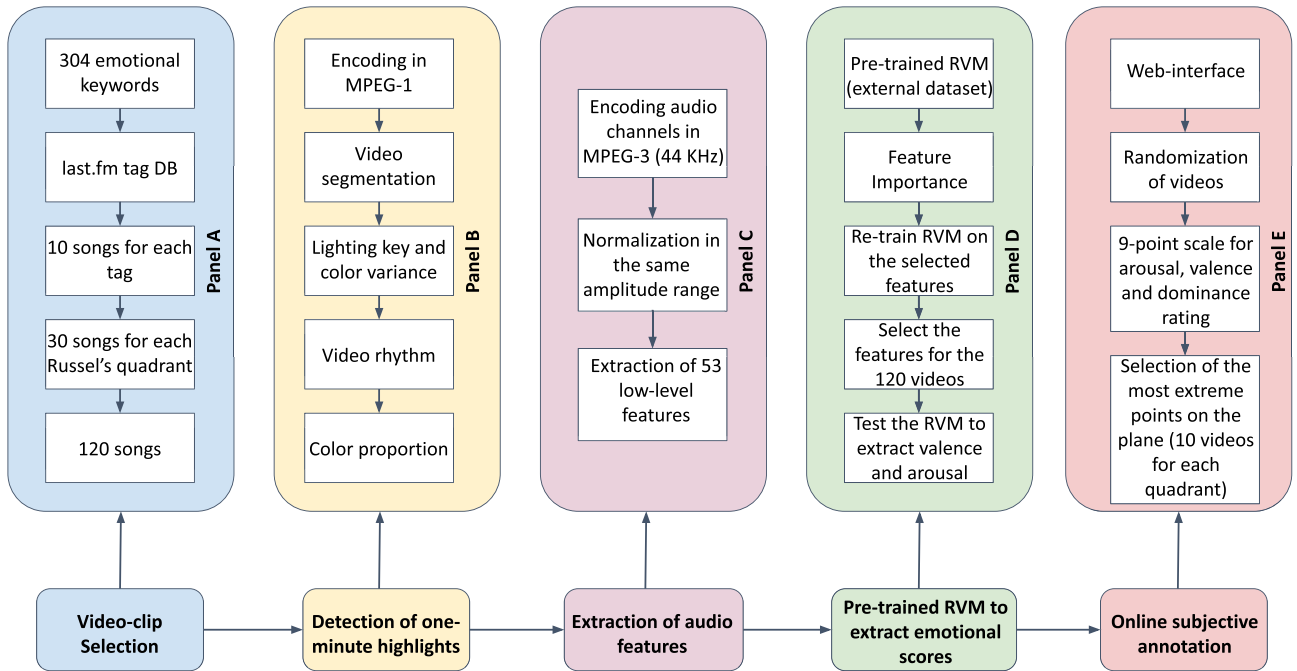 304 emotional
keywords
last.fm tag DB
10 songs for each
tag
30 songs for each
Russel's quadrant
120 songs
Panel A
Encoding in
MPEG-1
Video
segmentation
Lighting key and
color variance
Video rhythm
Color proportion
Panel B
Encoding audio
channels in
MPEG-3 (44 KHz)
Normalization in
the same
amplitude range
Extraction of 53
low-level
features
Panel C
Pre-trained RVM
(external dataset)
Feature
Importance
Re-train RVM on
the selected
features
Select the
features for the
120 videos
Test the RVM to
extract valence
and arousal
Panel D
Web-interface
Randomization
of videos
9-point scale for
arousal, valence
and dominance
rating
Selection of the
most extreme
points on the
plane (10 videos
for each
quadrant)
Panel E
Video-clip
Selection
Detection of one-
minute highlights
Extraction of audio
features
Pre-trained RVM to
extract emotional
scores
Online subjective
annotation